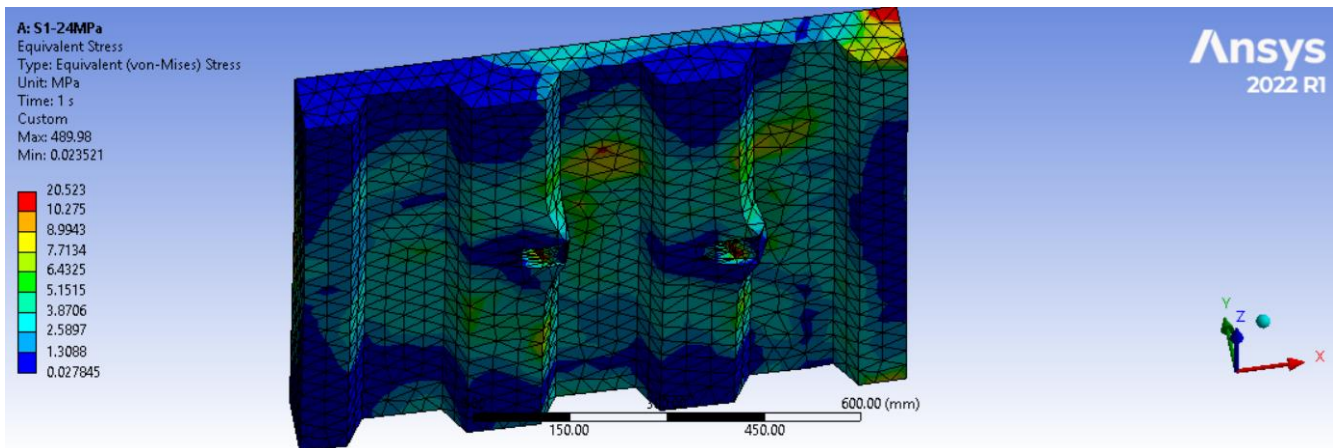 A: S1-24MPa
Equivalent Stress
Type: Equivalent (von-Mises) Stress
Unit: MPa
Time: 1 s
Custom
Max: 489.98
Min: 0.023521
20.523
10.275
8.9943
7.7134
6.4325
5.1515
3.8706
2.5897
1.3088
0.027845
Ansys
2022 R1
Y
Z
X
600.00 (mm)
150.00
450.00